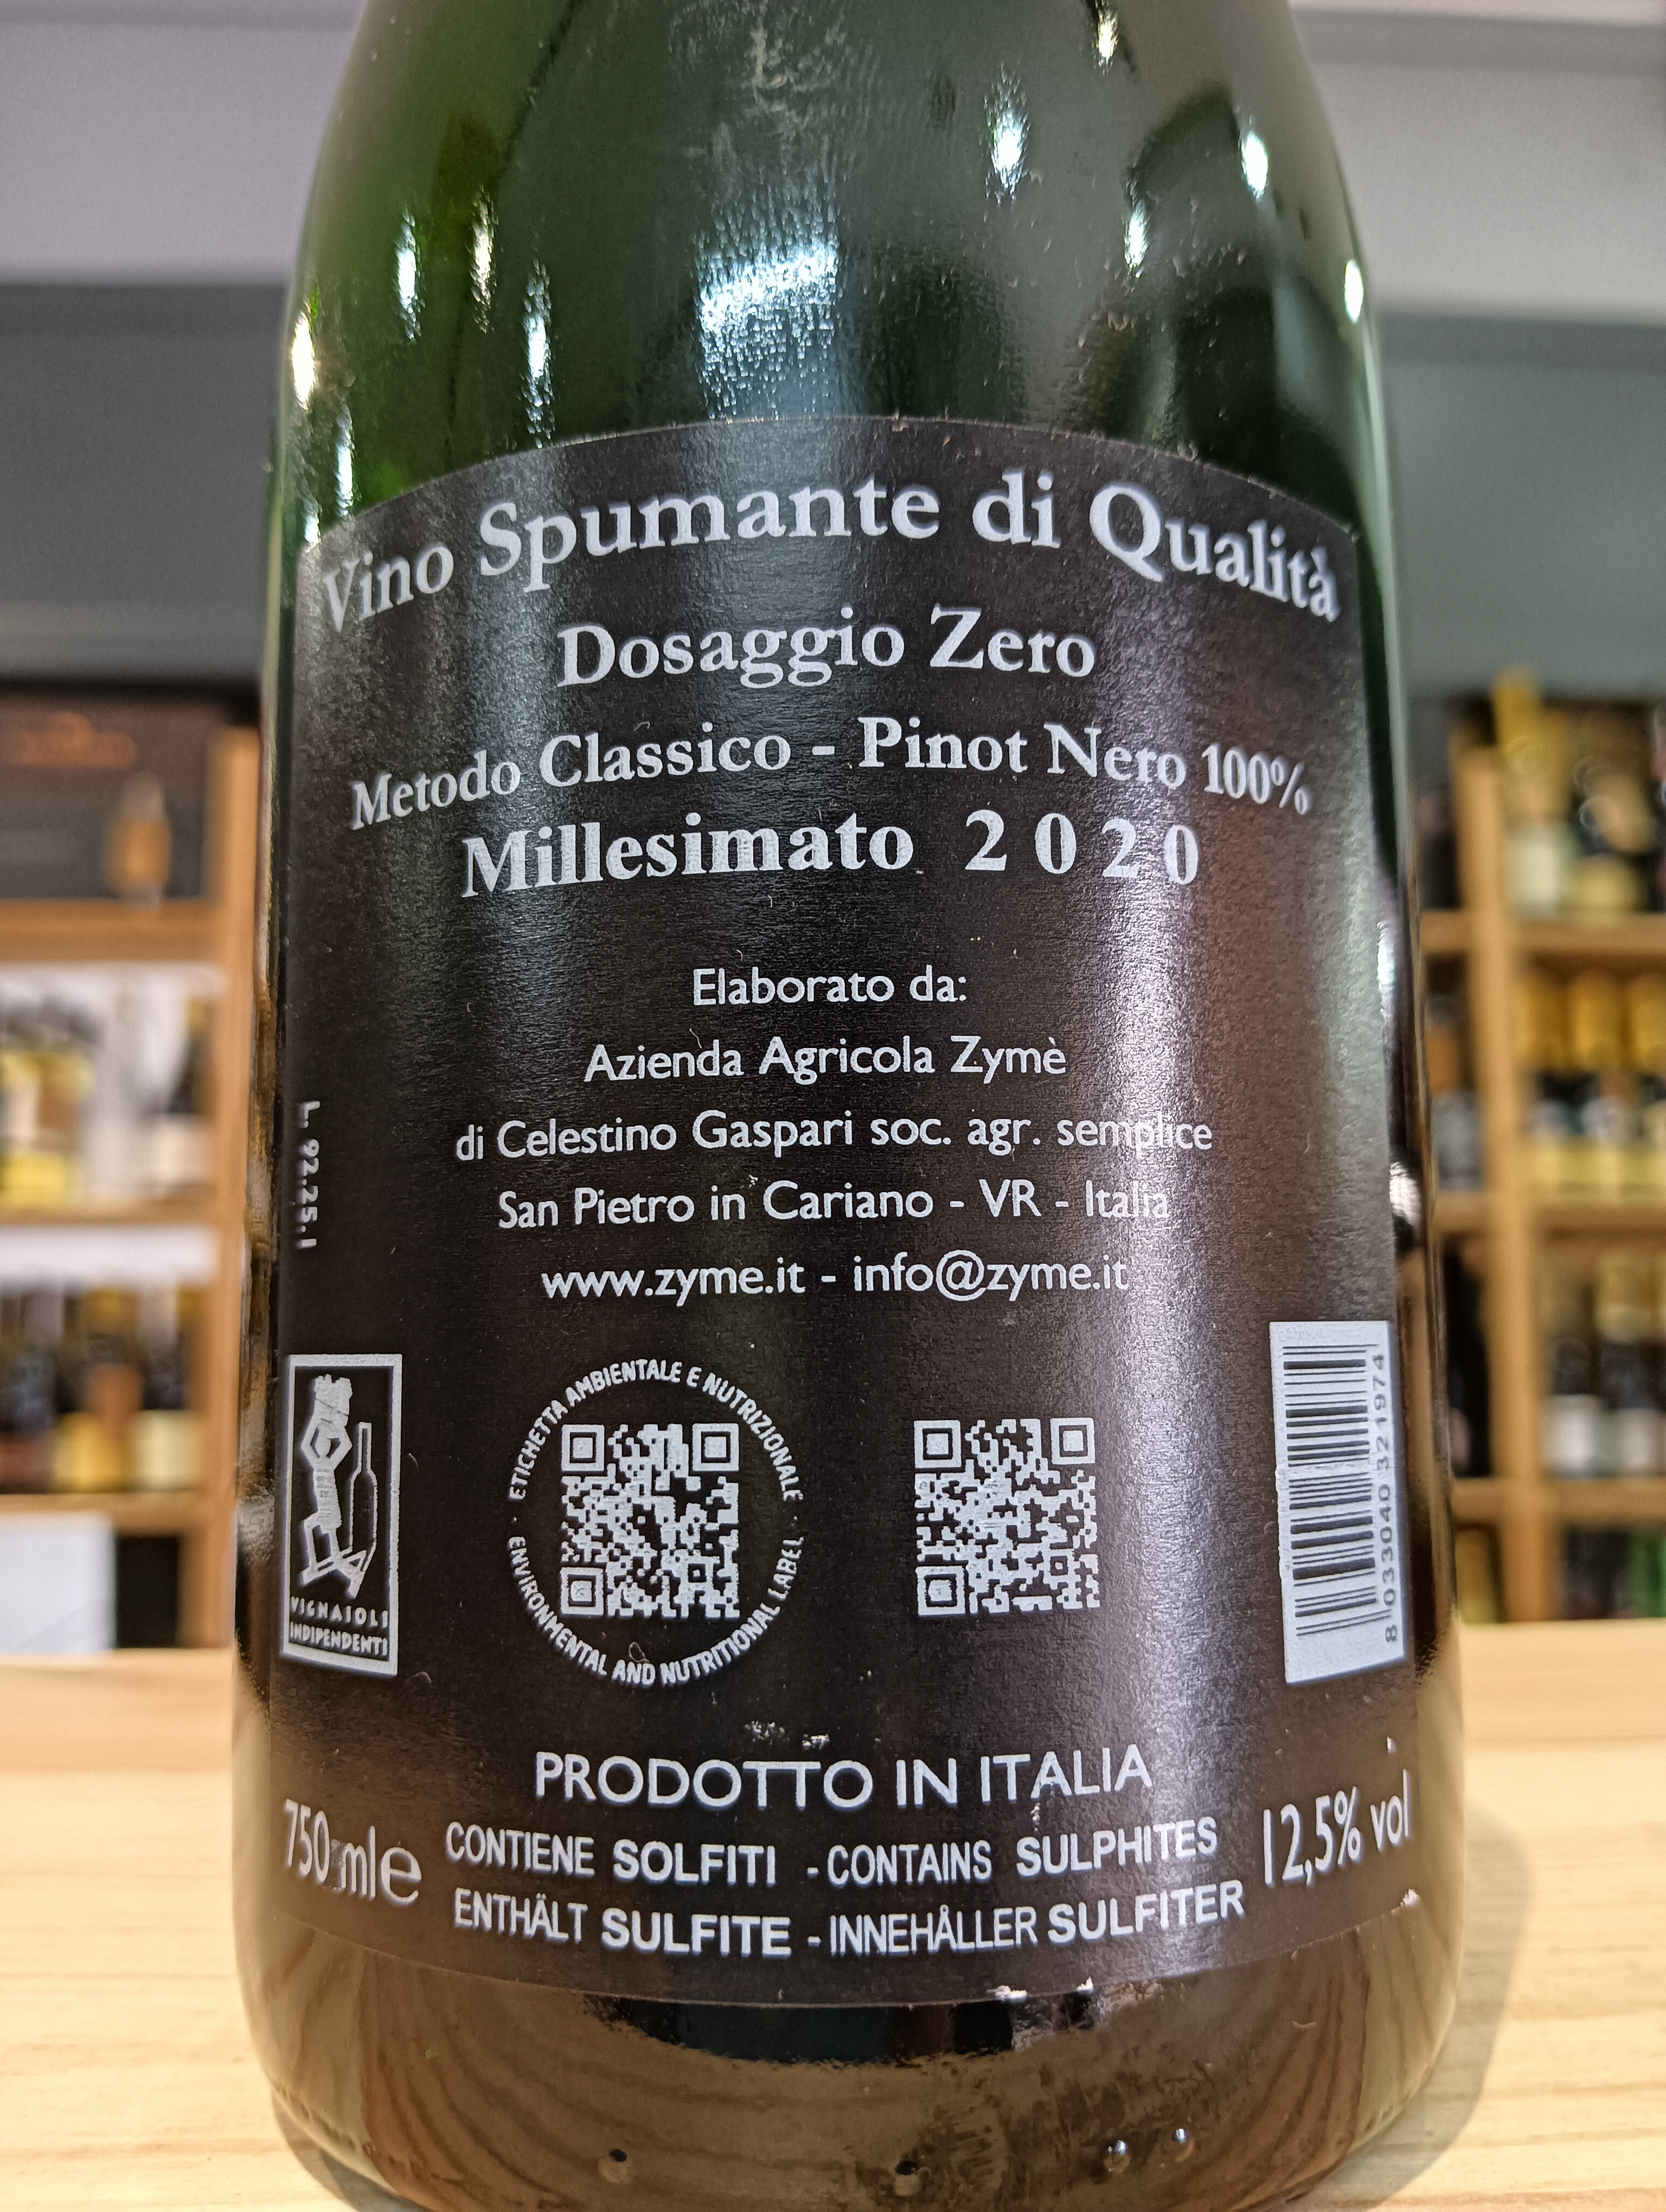 Vino Spumante di Qualità
Dosaggio Zero
Metodo Classico - Pinot Nero 100%
Millesimato 2020
Elaborato da:
Azienda Agricola Zymè
di Celestino Gaspari soc. agr. semplice
San Pietro in Cariano - VR - Italia
www.zyme.it - info@zyme.it
L. 92.25.1
VIGNAIOLI
INDIPENDENTI
ETICHETTA AMBIENTALE E NUTRIZIONALE
ENVIRONMENTAL AND NUTRITIONAL LABEL
8 033040 321974
PRODOTTO IN ITALIA
750 mle
CONTIENE SOLFITI - CONTAINS SULPHITES
ENTHÄLT SULFITE - INNEHÅLLER SULFITER
12,5% vol